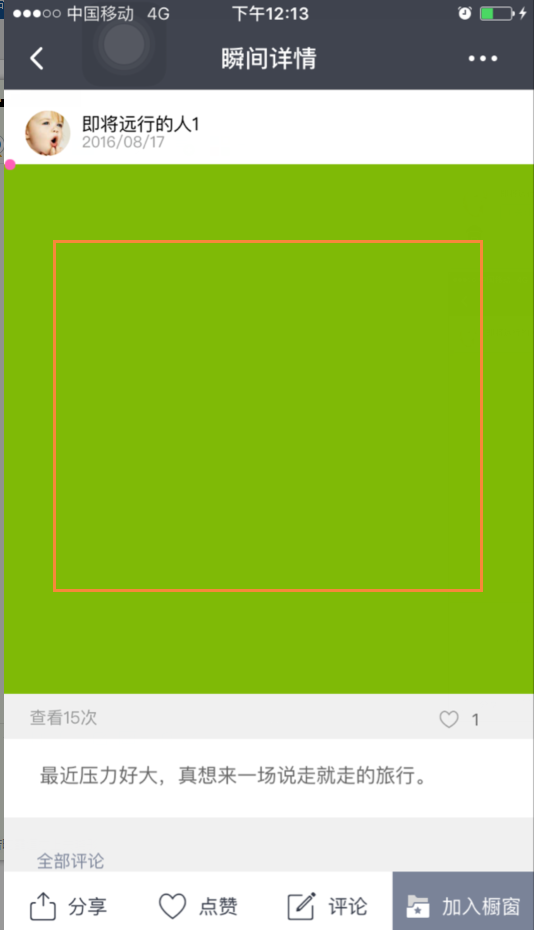 中国移动 4G 下午12:13
瞬间详情
即将远行的人1
2016/08/17
查看15次 1
最近压力好大，真想来一场说走就走的旅行。
全部评论
分享 点赞 评论 加入橱窗